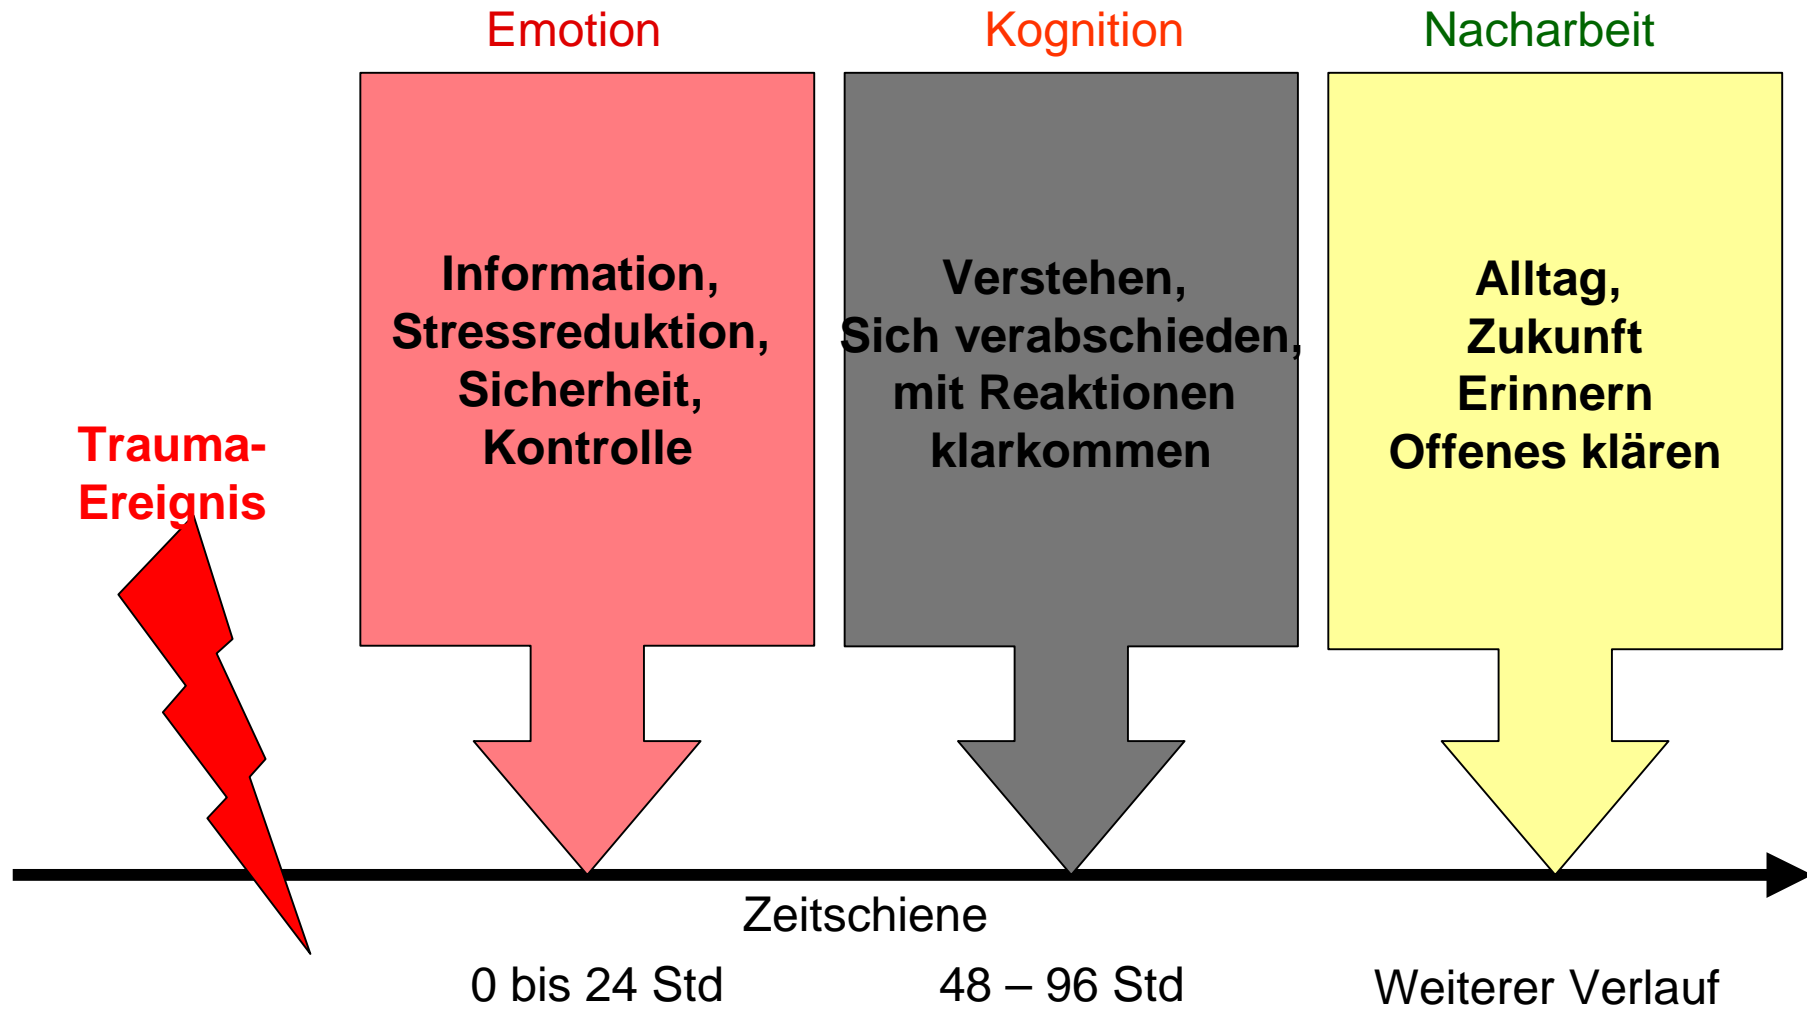 Emotion
Kognition
Nacharbeit
Trauma-
Ereignis
Information,
Stressreduktion,
Sicherheit,
Kontrolle
Verstehen,
Sich verabschieden,
mit Reaktionen
klarkommen
Alltag,
Zukunft
Erinnern
Offenes klären
Zeitschiene
0 bis 24 Std
48 – 96 Std
Weiterer Verlauf